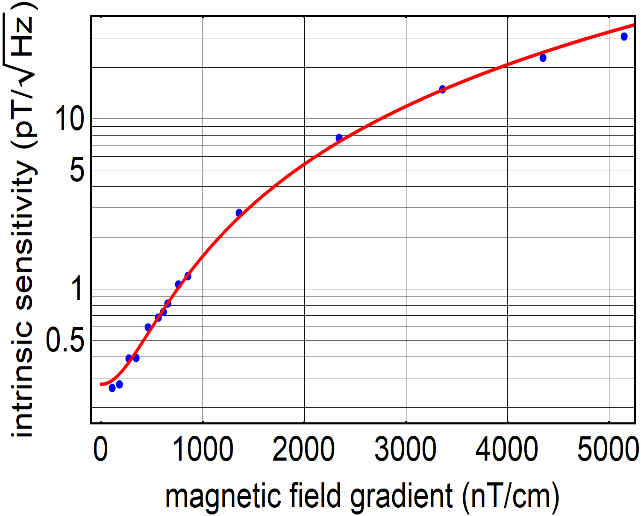 intrinsic sensitivity (pT/√Hz)
10
5
1
0.5
0 1000 2000 3000 4000 5000
magnetic field gradient (nT/cm)